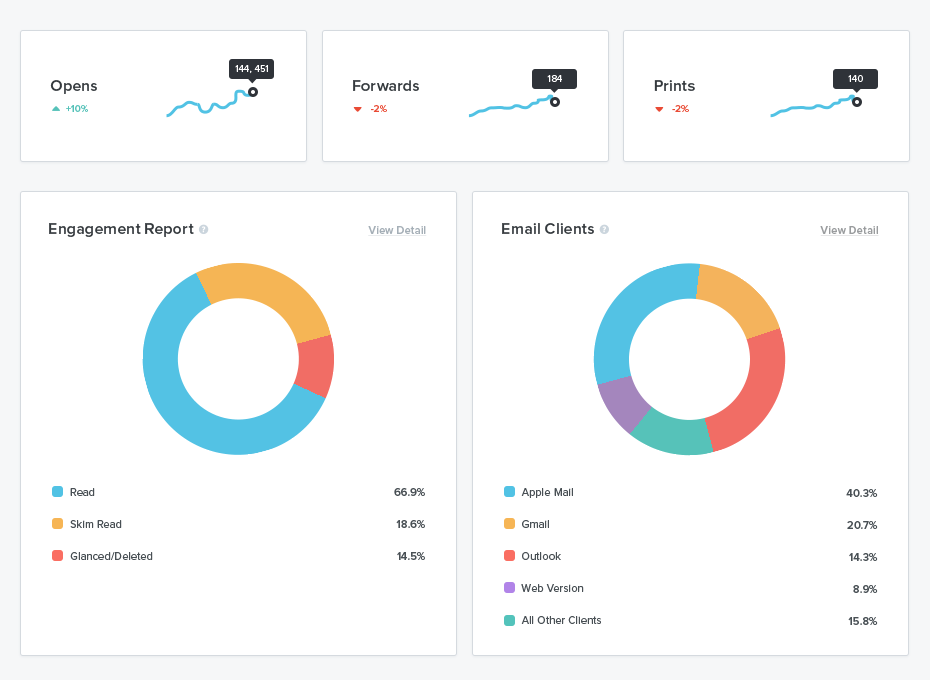 Opens
144, 451
+10%
Forwards
184
-2%
Prints
140
-2%
Engagement Report ?
View Detail
Read 66.9%
Skim Read 18.6%
Glanced/Deleted 14.5%
Email Clients ?
View Detail
Apple Mail 40.3%
Gmail 20.7%
Outlook 14.3%
Web Version 8.9%
All Other Clients 15.8%